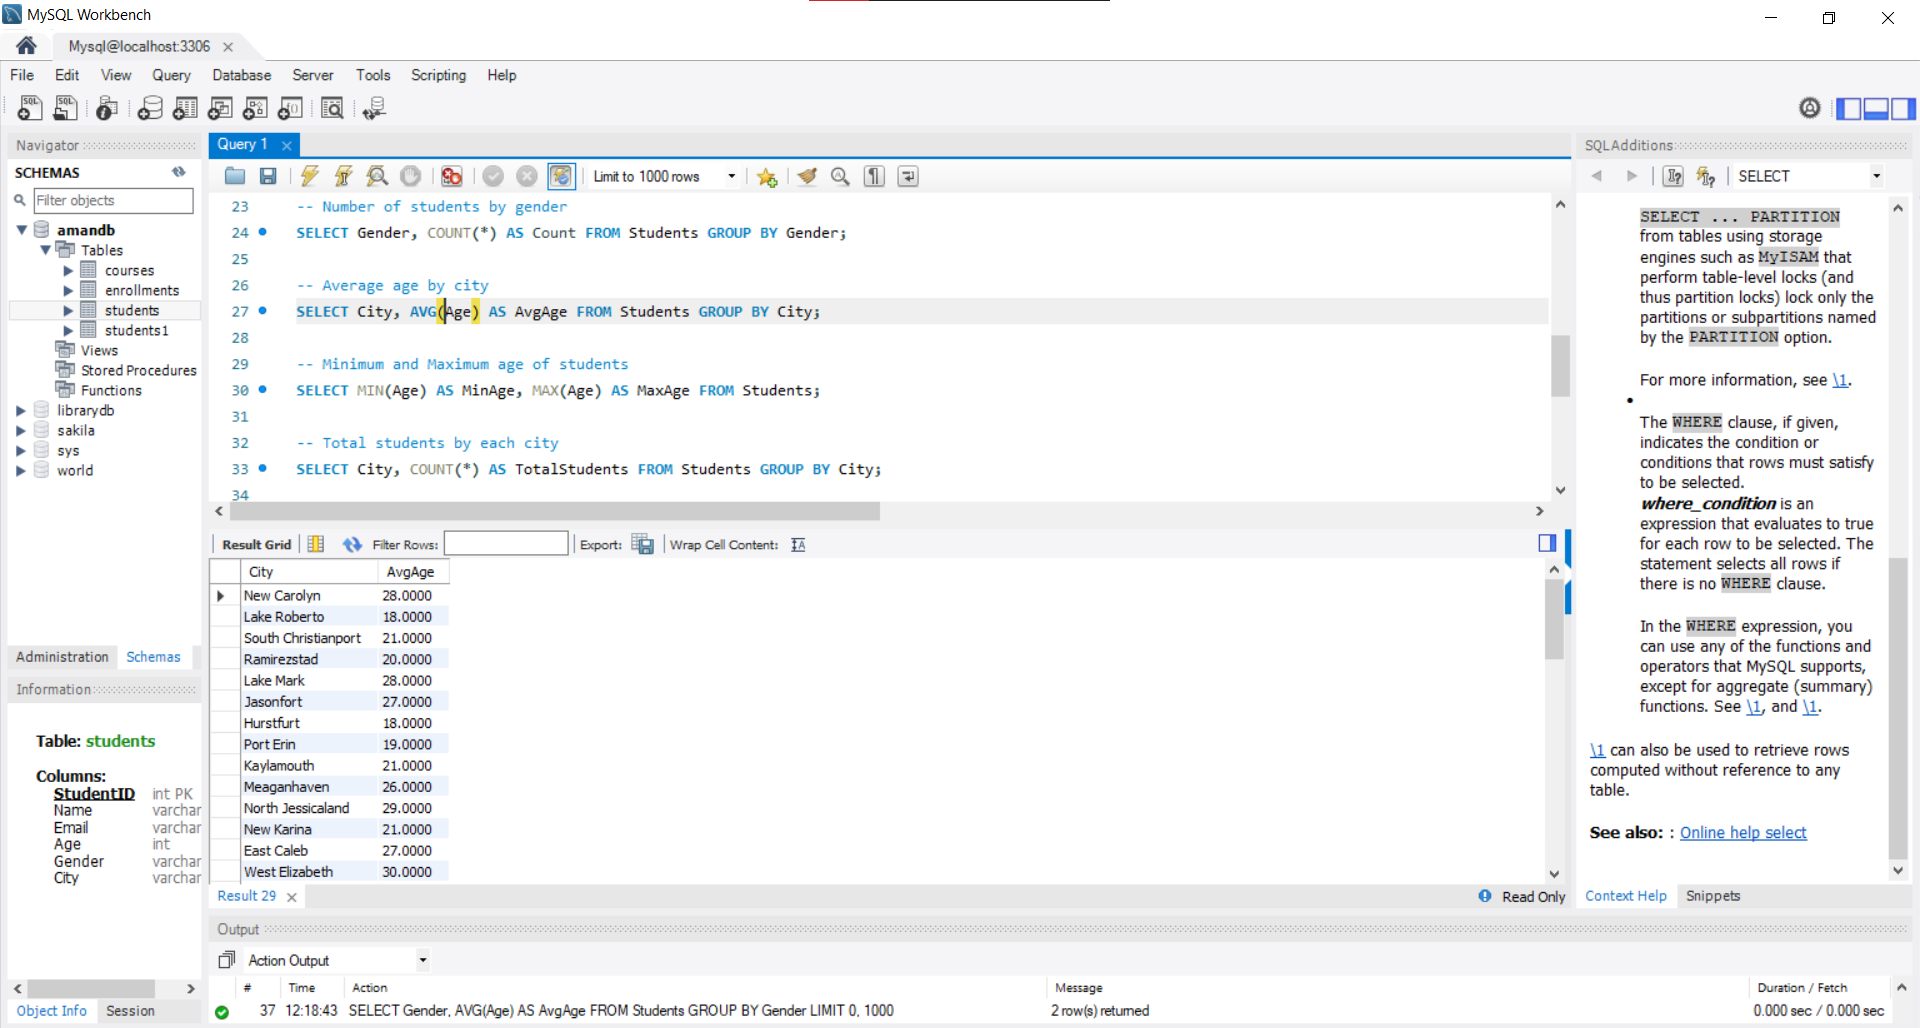 MySQL Workbench
Mysql@localhost:3306
File Edit View Query Database Server Tools Scripting Help
Navigator
SCHEMAS
Filter objects
amandb
Tables
courses
enrollments
students
students1
Views
Stored Procedures
Functions
librarydb
sakila
sys
world
Administration Schemas
Information
Table: students
Columns:
StudentID int PK
Name varchar
Email varchar
Age int
Gender varchar
City varchar
Object Info Session
Query 1
Limit to 1000 rows
23 -- Number of students by gender
24 SELECT Gender, COUNT(*) AS Count FROM Students GROUP BY Gender;
25
26 -- Average age by city
27 SELECT City, AVG(Age) AS AvgAge FROM Students GROUP BY City;
28
29 -- Minimum and Maximum age of students
30 SELECT MIN(Age) AS MinAge, MAX(Age) AS MaxAge FROM Students;
31
32 -- Total students by each city
33 SELECT City, COUNT(*) AS TotalStudents FROM Students GROUP BY City;
34
Result Grid Filter Rows: Export: Wrap Cell Content:
City AvgAge
New Carolyn 28.0000
Lake Roberto 18.0000
South Christianport 21.0000
Ramirezstad 20.0000
Lake Mark 28.0000
Jasonfort 27.0000
Hurstfurt 18.0000
Port Erin 19.0000
Kaylamouth 21.0000
Meaganhaven 26.0000
North Jessicaland 29.0000
New Karina 21.0000
East Caleb 27.0000
West Elizabeth 30.0000
Result 29 Read Only
Output
Action Output
# Time Action Message Duration / Fetch
37 12:18:43 SELECT Gender, AVG(Age) AS AvgAge FROM Students GROUP BY Gender LIMIT 0, 1000 2 row(s) returned 0.000 sec / 0.000 sec
SQLAdditions
SELECT
SELECT ... PARTITION
from tables using storage
engines such as MyISAM that
perform table-level locks (and
thus partition locks) lock only the
partitions or subpartitions named
by the PARTITION option.
For more information, see \1.
•
The WHERE clause, if given,
indicates the condition or
conditions that rows must satisfy
to be selected.
where_condition is an
expression that evaluates to true
for each row to be selected. The
statement selects all rows if
there is no WHERE clause.
In the WHERE expression, you
can use any of the functions and
operators that MySQL supports,
except for aggregate (summary)
functions. See \1, and \1.
\1 can also be used to retrieve rows
computed without reference to any
table.
See also: : Online help select
Context Help Snippets